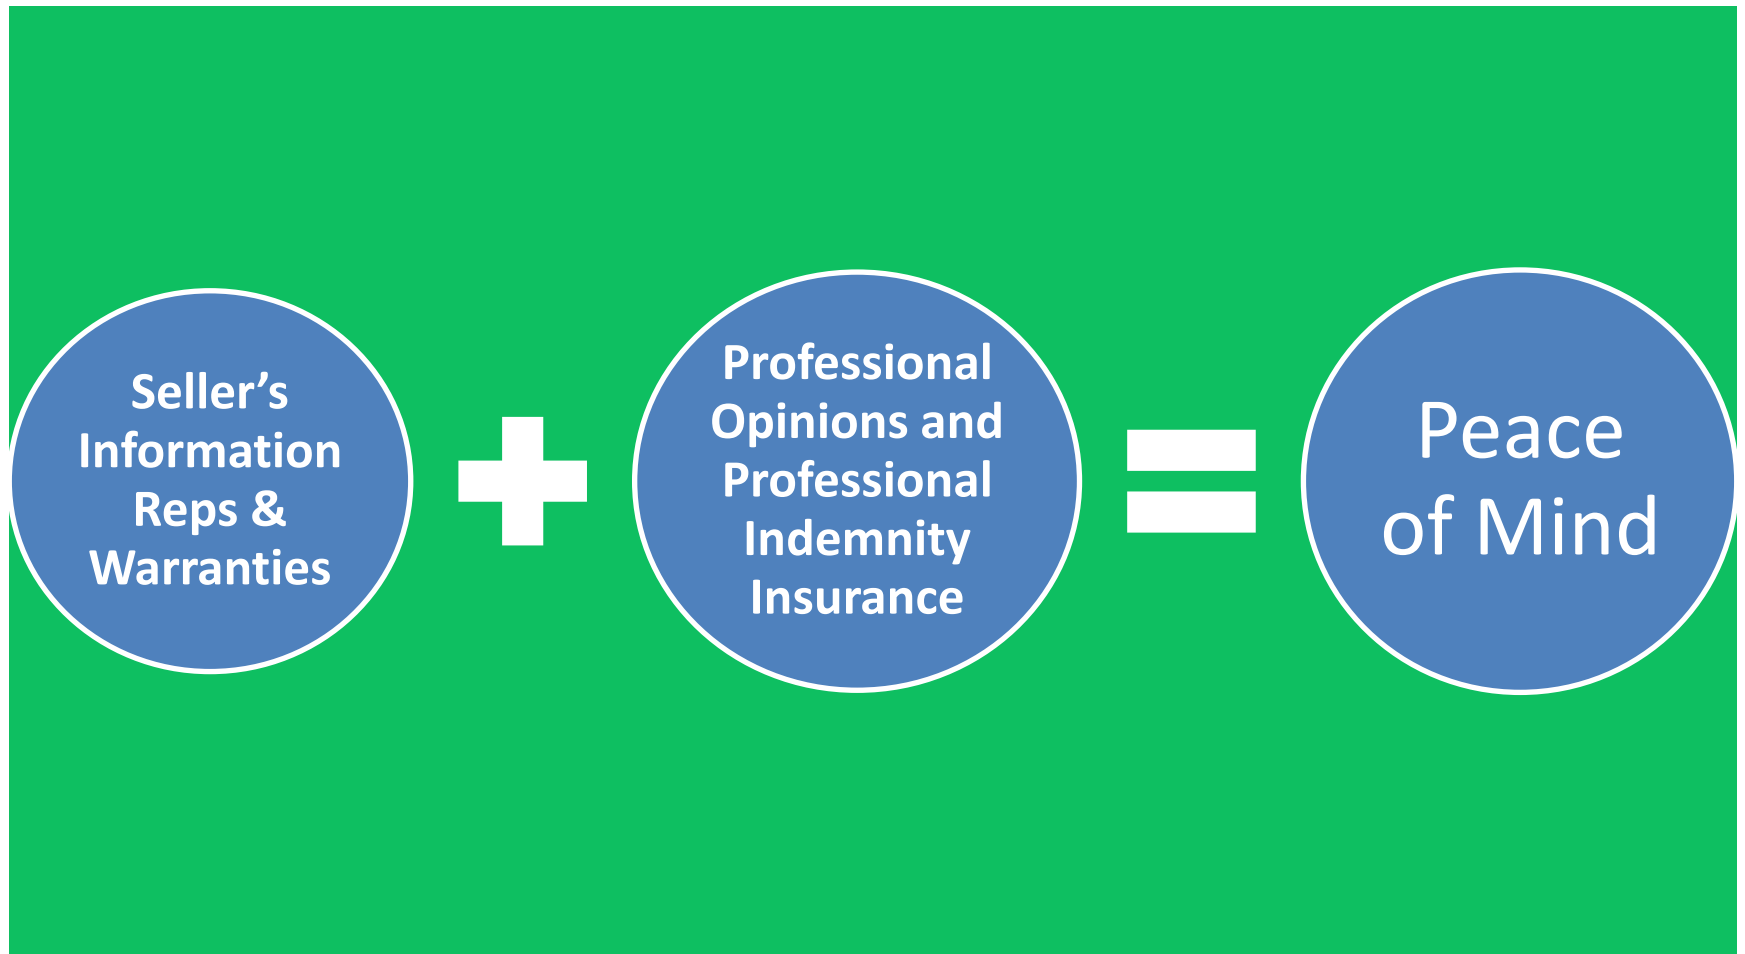 Seller’s
Information
Reps &
Warranties
Professional
Opinions and
Professional
Indemnity
Insurance
Peace
of Mind